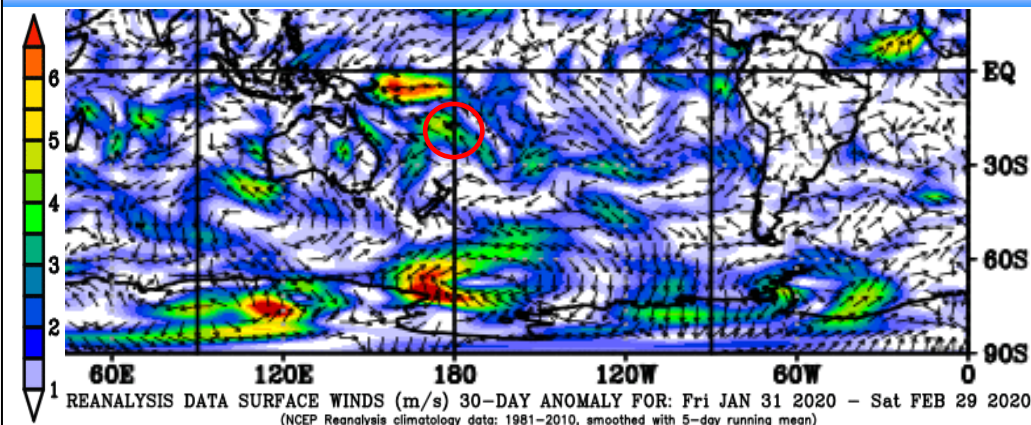 6
5
4
3
2
1
EQ
30S
60S
90S
60E 120E 180 120W 60W 0
REANALYSIS DATA SURFACE WINDS (m/s) 30-DAY ANOMALY FOR: Fri JAN 31 2020 – Sat FEB 29 2020
(NCEP Reanalysis climatology data: 1981-2010, smoothed with 5-day running mean)